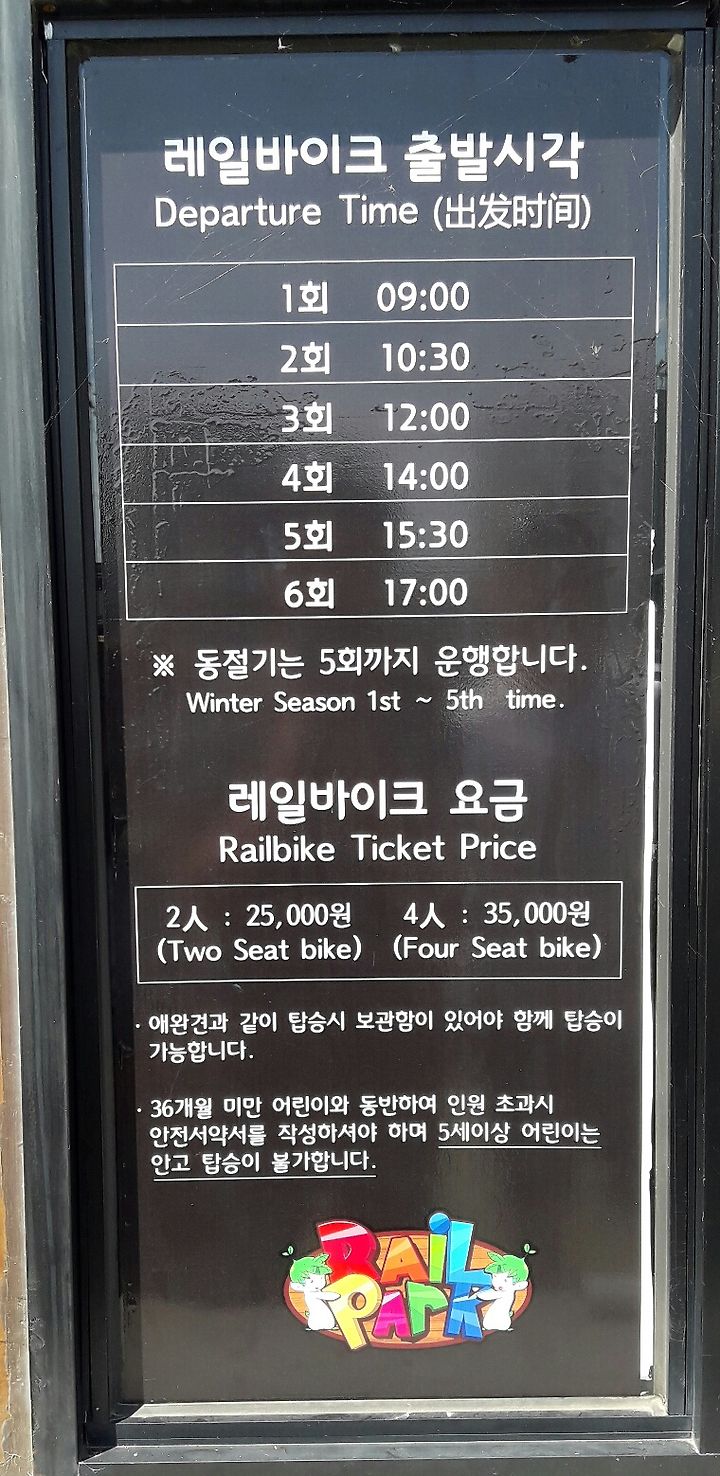 레일바이크 출발시각
Departure Time (出发时间)
1회 09:00
2회 10:30
3회 12:00
4회 14:00
5회 15:30
6회 17:00
※ 동절기는 5회까지 운행합니다.
Winter Season 1st ~ 5th time.
레일바이크 요금
Railbike Ticket Price
2人 : 25,000원 4人 : 35,000원
(Two Seat bike) (Four Seat bike)
· 애완견과 같이 탑승시 보관함이 있어야 함께 탑승이
가능합니다.
· 36개월 미만 어린이와 동반하여 인원 초과시
안전서약서를 작성하셔야 하며 5세이상 어린이는
안고 탑승이 불가합니다.
RAIL
PARK